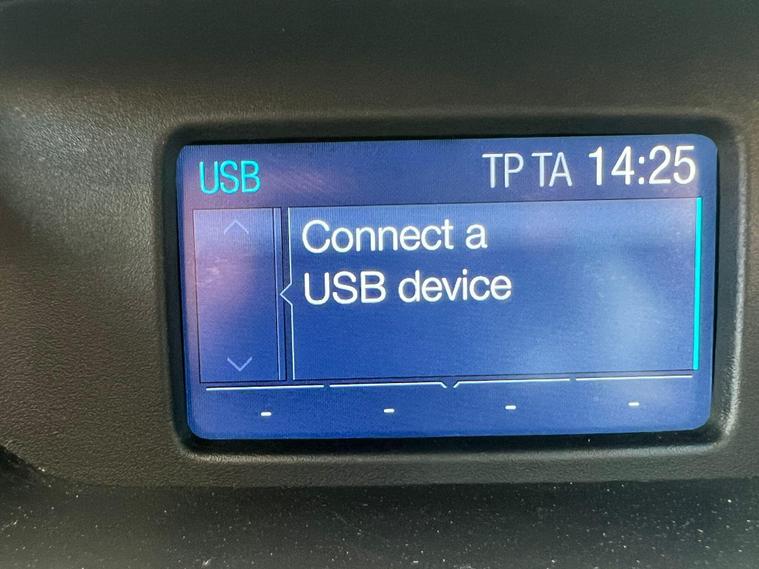 USB TP TA 14:25
Connect a
USB device
- - - -